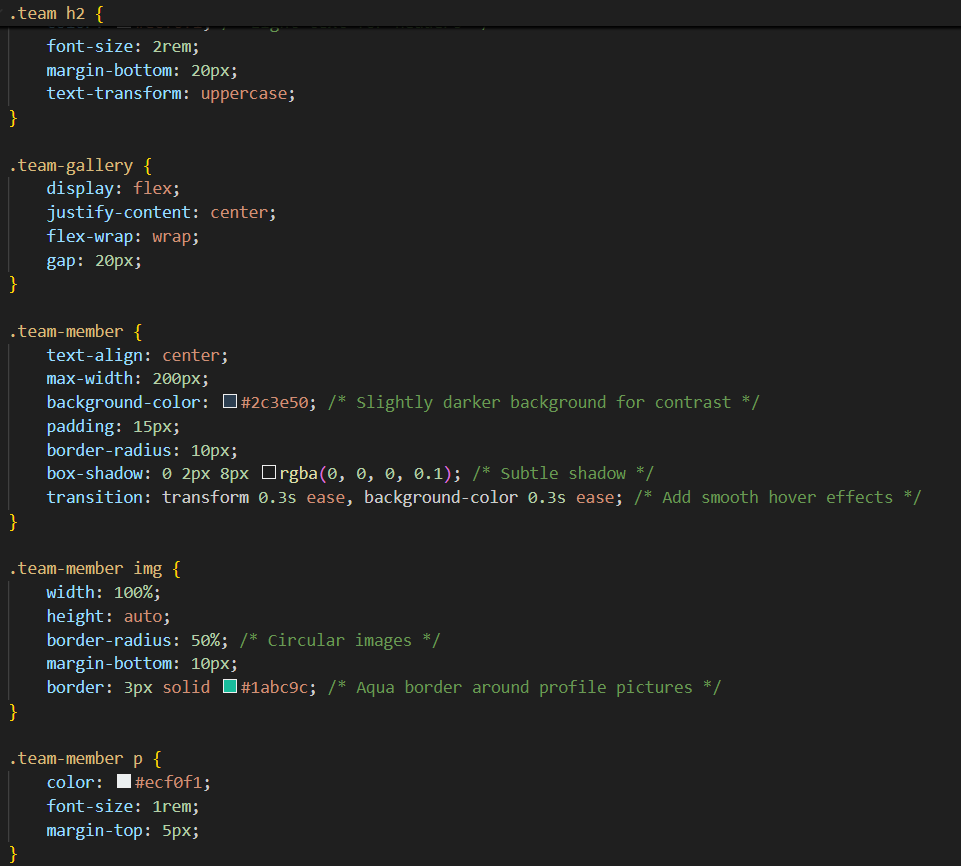 .team h2 {
    font-size: 2rem;
    margin-bottom: 20px;
    text-transform: uppercase;
}
.team-gallery {
    display: flex;
    justify-content: center;
    flex-wrap: wrap;
    gap: 20px;
}
.team-member {
    text-align: center;
    max-width: 200px;
    background-color: #2c3e50; /* Slightly darker background for contrast */
    padding: 15px;
    border-radius: 10px;
    box-shadow: 0 2px 8px rgba(0, 0, 0, 0.1); /* Subtle shadow */
    transition: transform 0.3s ease, background-color 0.3s ease; /* Add smooth hover effects */
}
.team-member img {
    width: 100%;
    height: auto;
    border-radius: 50%; /* Circular images */
    margin-bottom: 10px;
    border: 3px solid #1abc9c; /* Aqua border around profile pictures */
}
.team-member p {
    color: #ecf0f1;
    font-size: 1rem;
    margin-top: 5px;
}